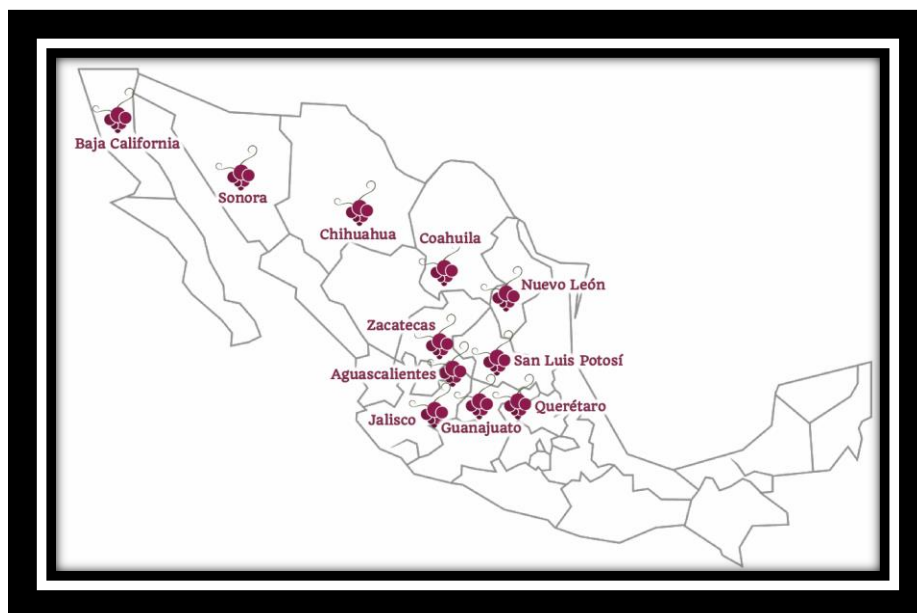 Baja California
Sonora
Chihuahua
Coahuila
Nuevo León
Zacatecas
San Luis Potosí
Aguascalientes
Querétaro
Jalisco
Guanajuato